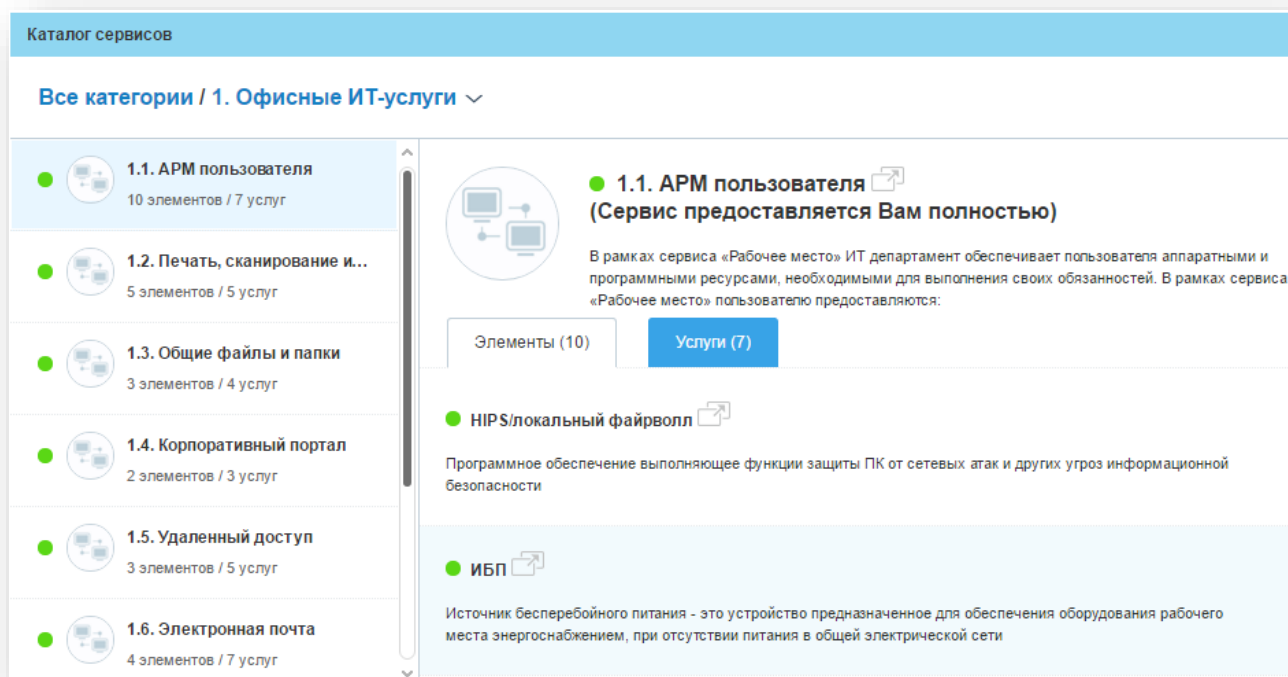 Каталог сервисов
Все категории / 1. Офисные ИТ-услуги
1.1. АРМ пользователя
10 элементов / 7 услуг
1.2. Печать, сканирование и...
5 элементов / 5 услуг
1.3. Общие файлы и папки
3 элементов / 4 услуг
1.4. Корпоративный портал
2 элементов / 3 услуг
1.5. Удаленный доступ
3 элементов / 5 услуг
1.6. Электронная почта
4 элементов / 7 услуг
1.1. АРМ пользователя
(Сервис предоставляется Вам полностью)
В рамках сервиса «Рабочее место» ИТ департамент обеспечивает пользователя аппаратными и
программными ресурсами, необходимыми для выполнения своих обязанностей. В рамках сервиса
«Рабочее место» пользователю предоставляются:
Элементы (10)
Услуги (7)
HIPS/локальный файрволл
Программное обеспечение выполняющее функции защиты ПК от сетевых атак и других угроз информационной
безопасности
ИБП
Источник бесперебойного питания - это устройство предназначенное для обеспечения оборудования рабочего
места энергоснабжением, при отсутствии питания в общей электрической сети